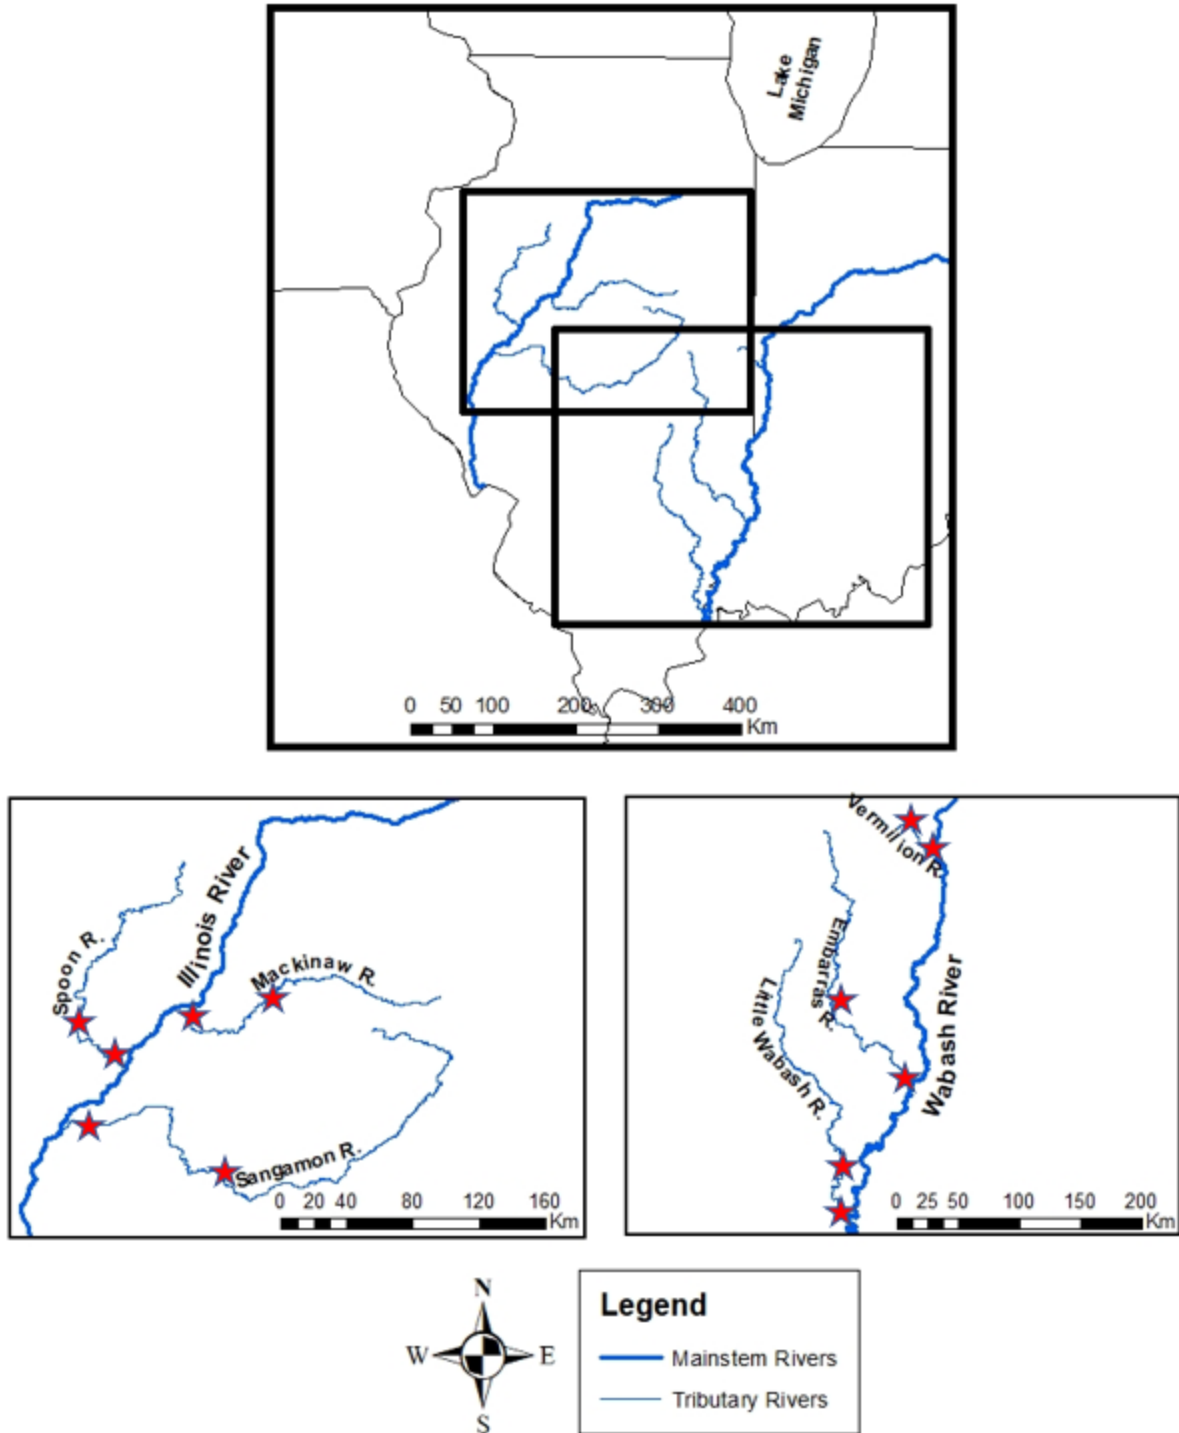 Lake
Michigan
0 50 100 200 300 400
Km
Spoon R.
Illinois River
Mackinaw R.
Sangamon R.
0 20 40 80 120 160
Km
Vermilion R.
Embarras R.
Little Wabash R.
Wabash River
0 25 50 100 150 200
Km
N
W E
S
Legend
Mainstem Rivers
Tributary Rivers